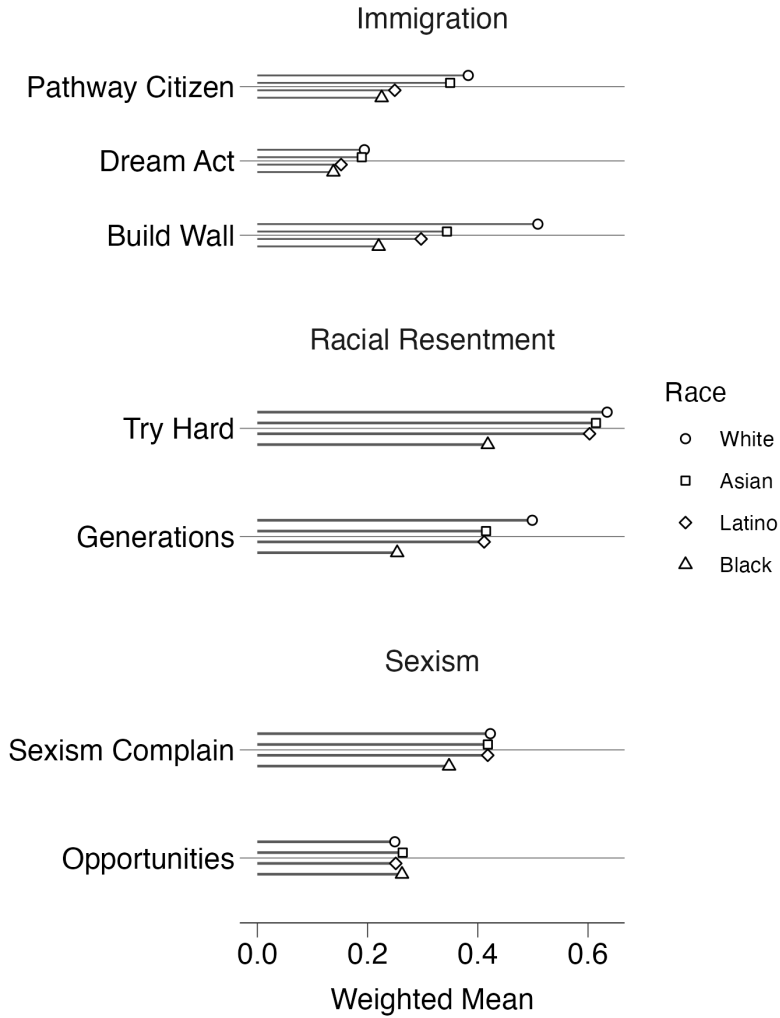 Immigration
Pathway Citizen
Dream Act
Build Wall
Racial Resentment
Try Hard
Generations
Race
White
Asian
Latino
Black
Sexism
Sexism Complain
Opportunities
0.0 0.2 0.4 0.6
Weighted Mean